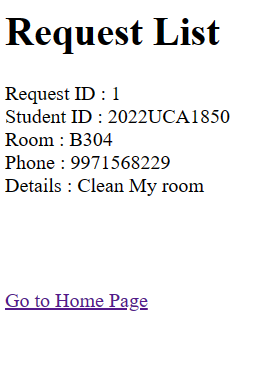 Request List
Request ID : 1
Student ID : 2022UCA1850
Room : B304
Phone : 9971568229
Details : Clean My room
Go to Home Page